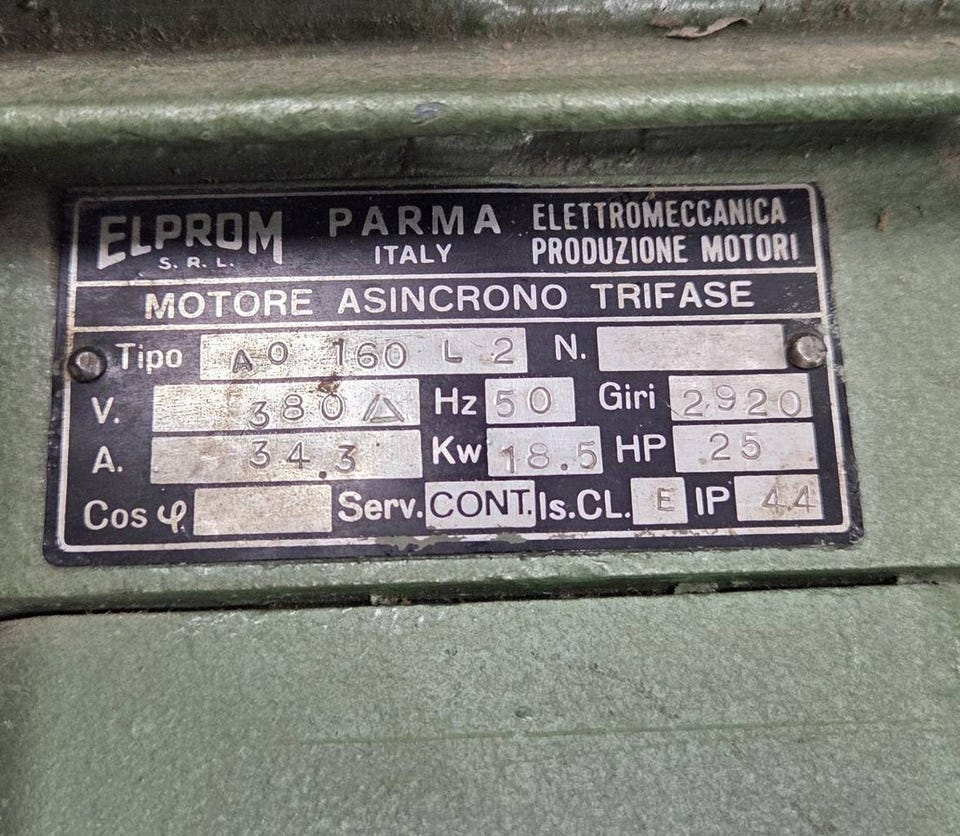 ELPROM PARMA ELETTROMECCANICA
S. R. L. ITALY PRODUZIONE MOTORI
MOTORE ASINCRONO TRIFASE
Tipo AO 160 L 2 N.
V. 380 △ Hz 50 Giri 2920
A. 34.3 Kw 18.5 HP 25
Cos φ Serv. CONT. Is.CL. E IP 44